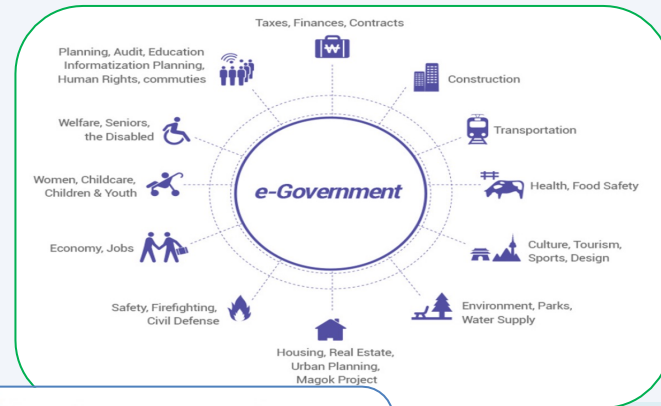 Taxes, Finances, Contracts
Planning, Audit, Education
Informatization Planning,
Human Rights, commuties
Construction
Welfare, Seniors,
the Disabled
Transportation
Women, Childcare,
Children & Youth
e-Government
Health, Food Safety
Economy, Jobs
Culture, Tourism,
Sports, Design
Safety, Firefighting,
Civil Defense
Environment, Parks,
Water Supply
Housing, Real Estate,
Urban Planning,
Magok Project